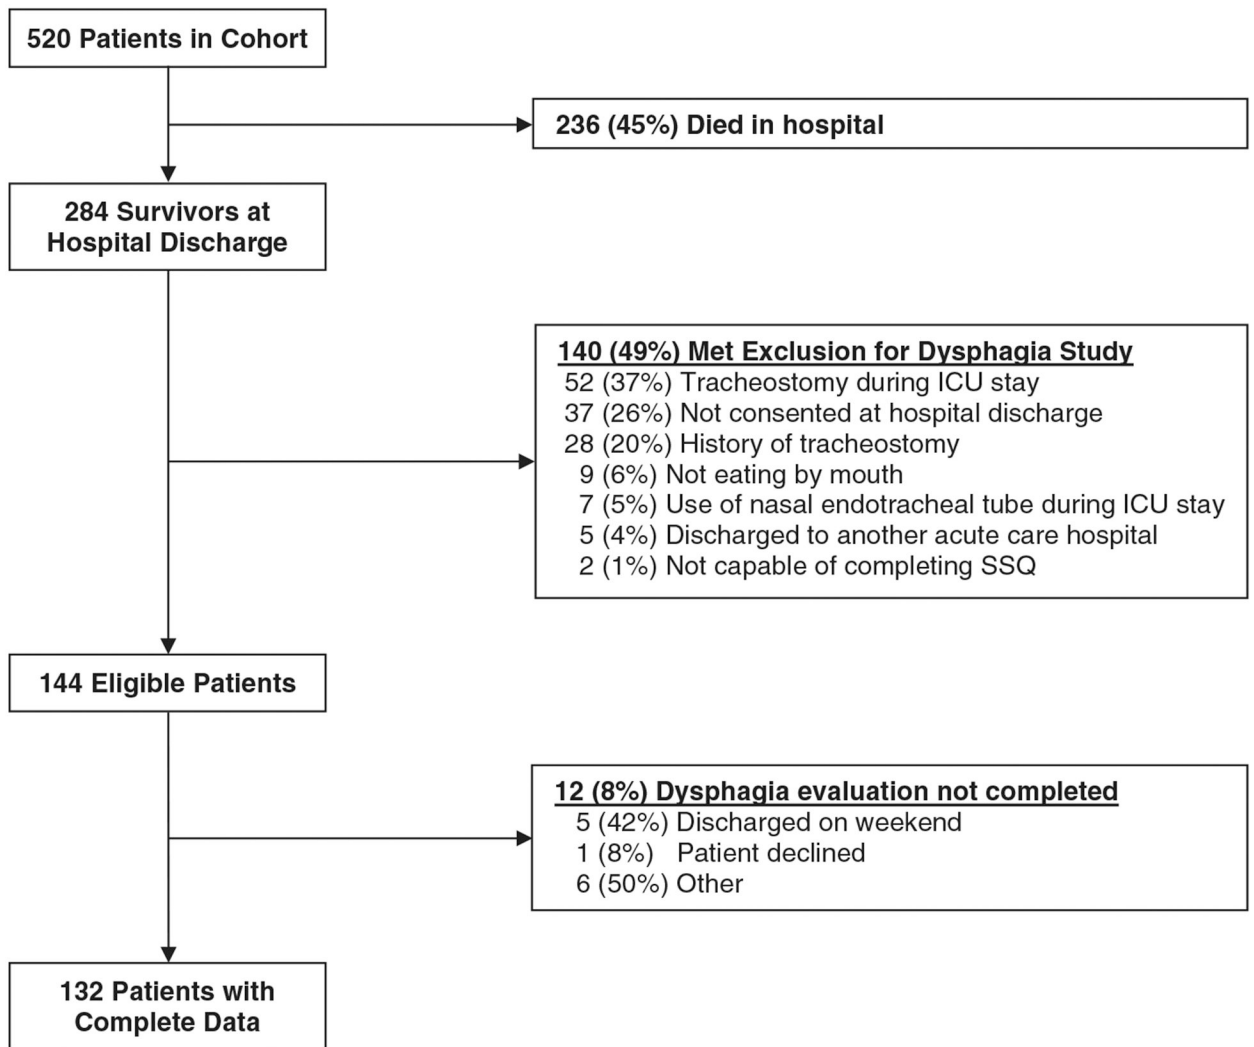 520 Patients in Cohort
236 (45%) Died in hospital
284 Survivors at
Hospital Discharge
140 (49%) Met Exclusion for Dysphagia Study
52 (37%) Tracheostomy during ICU stay
37 (26%) Not consented at hospital discharge
28 (20%) History of tracheostomy
9 (6%) Not eating by mouth
7 (5%) Use of nasal endotracheal tube during ICU stay
5 (4%) Discharged to another acute care hospital
2 (1%) Not capable of completing SSQ
144 Eligible Patients
12 (8%) Dysphagia evaluation not completed
5 (42%) Discharged on weekend
1 (8%) Patient declined
6 (50%) Other
132 Patients with
Complete Data